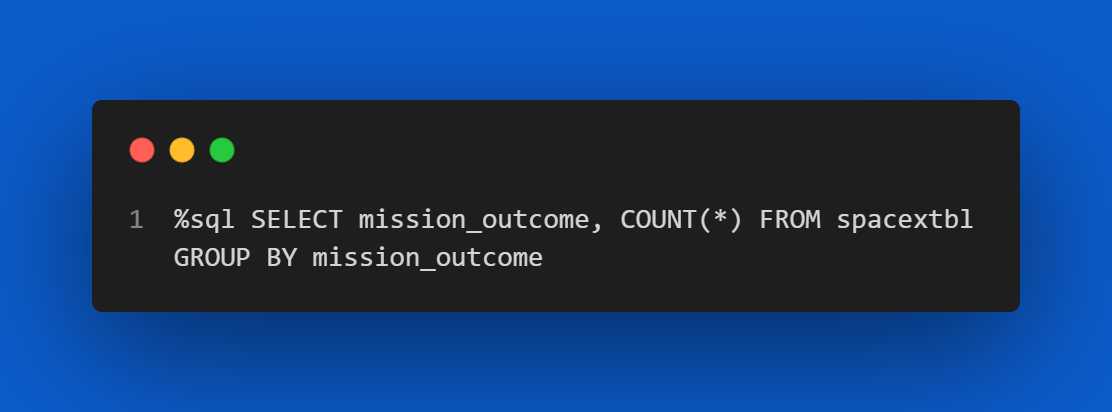 1 %sql SELECT mission_outcome, COUNT(*) FROM spacextbl
GROUP BY mission_outcome